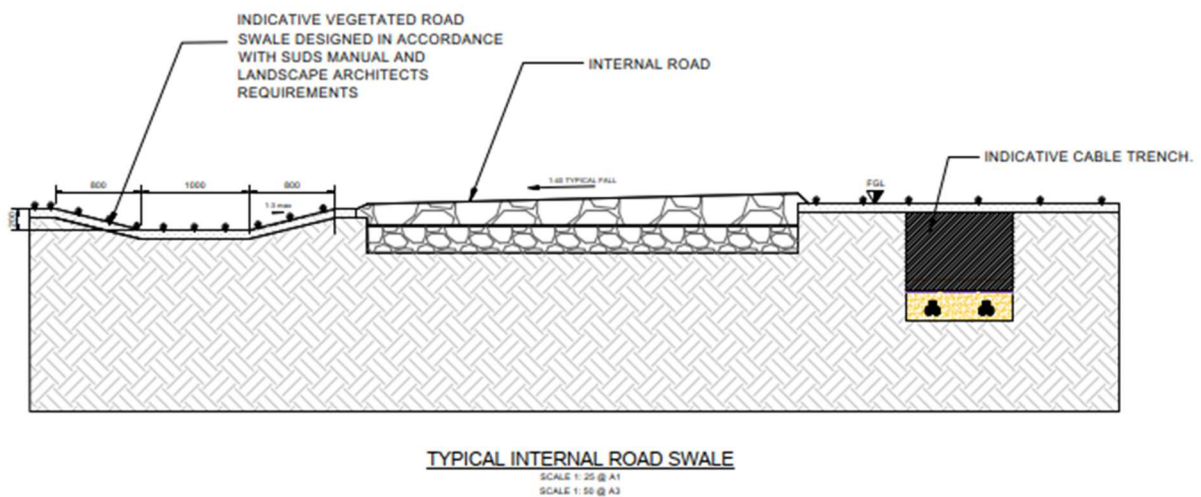 INDICATIVE VEGETATED ROAD
SWALE DESIGNED IN ACCORDANCE
WITH SUDS MANUAL AND
LANDSCAPE ARCHITECTS
REQUIREMENTS
INTERNAL ROAD
INDICATIVE CABLE TRENCH.
800
1000
800
1:40 TYPICAL FALL
FGL
1:3 max
200
TYPICAL INTERNAL ROAD SWALE
SCALE 1: 25 @ A1
SCALE 1: 50 @ A3